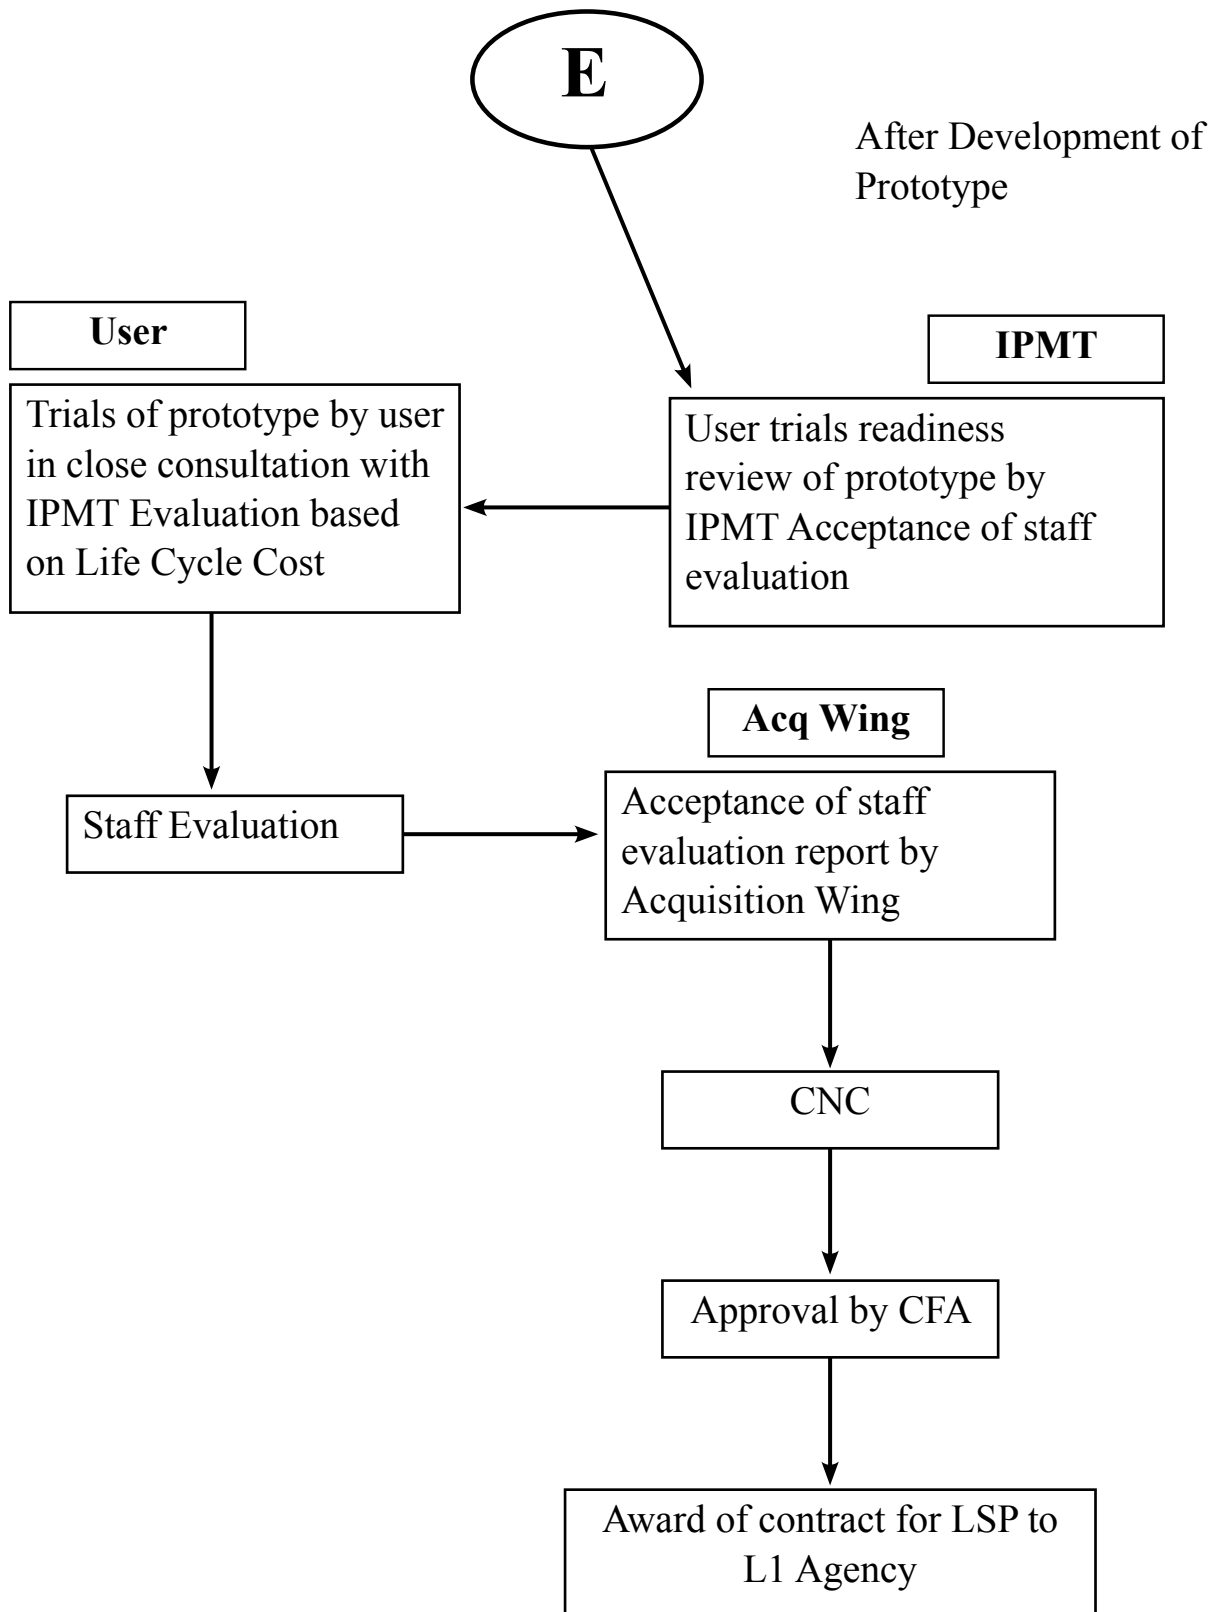 E
After Development of
Prototype
User
IPMT
Trials of prototype by user
in close consultation with
IPMT Evaluation based
on Life Cycle Cost
User trials readiness
review of prototype by
IPMT Acceptance of staff
evaluation
Acq Wing
Staff Evaluation
Acceptance of staff
evaluation report by
Acquisition Wing
CNC
Approval by CFA
Award of contract for LSP to
L1 Agency